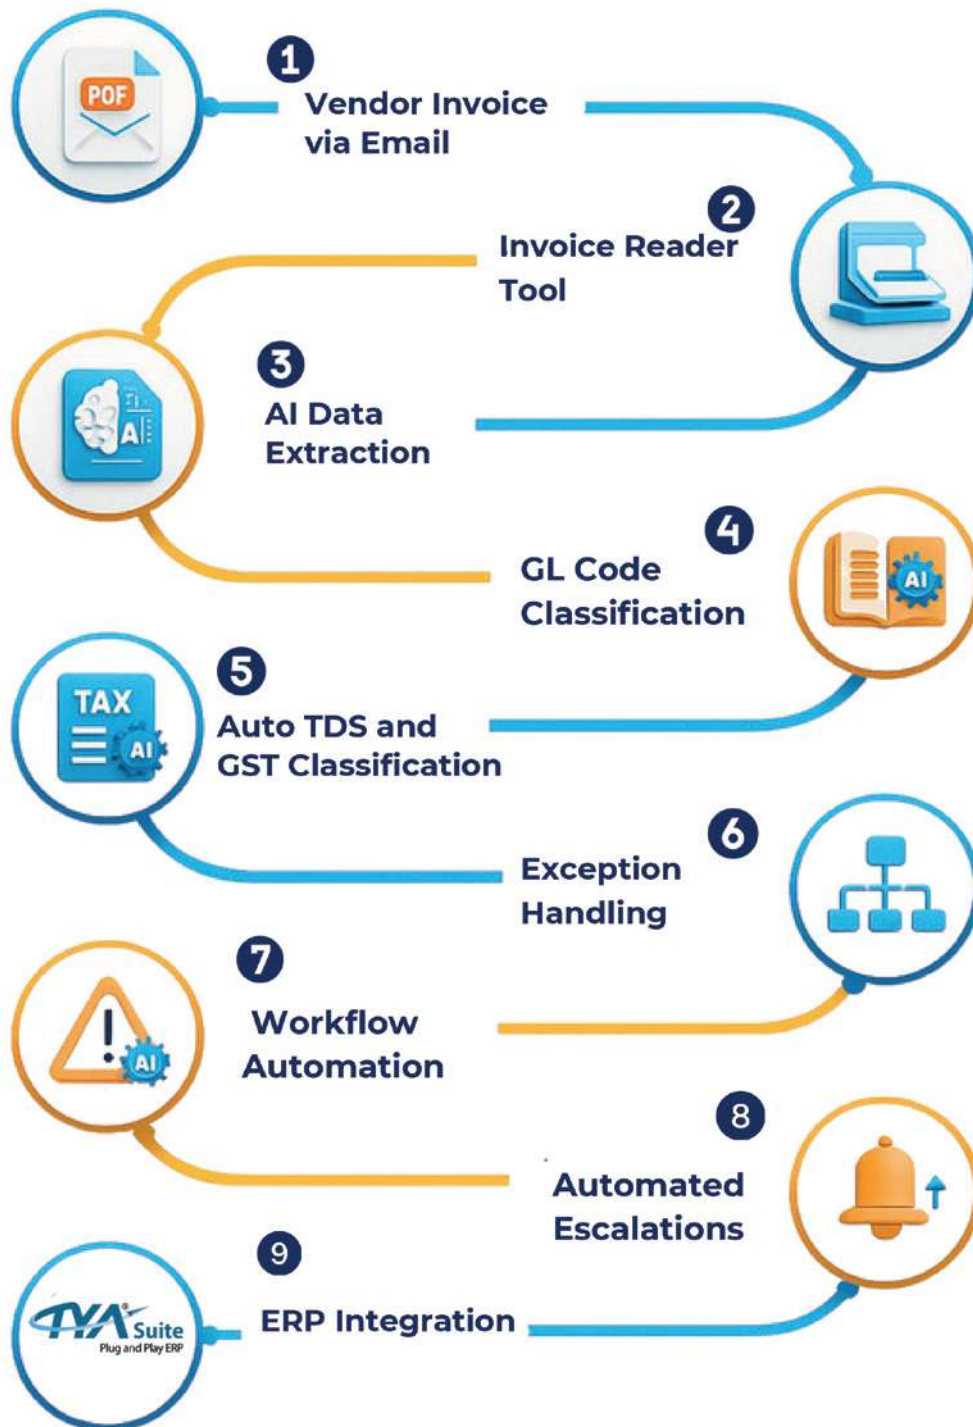 POF
1
Vendor Invoice
via Email
2
Invoice Reader
Tool
3
AI Data
Extraction
AI
4
GL Code
Classification
AI
5
Auto TDS and
GST Classification
TAX
AI
6
Exception
Handling
7
Workflow
Automation
AI
8
Automated
Escalations
9
ERP Integration
TYA® Suite
Plug and Play ERP